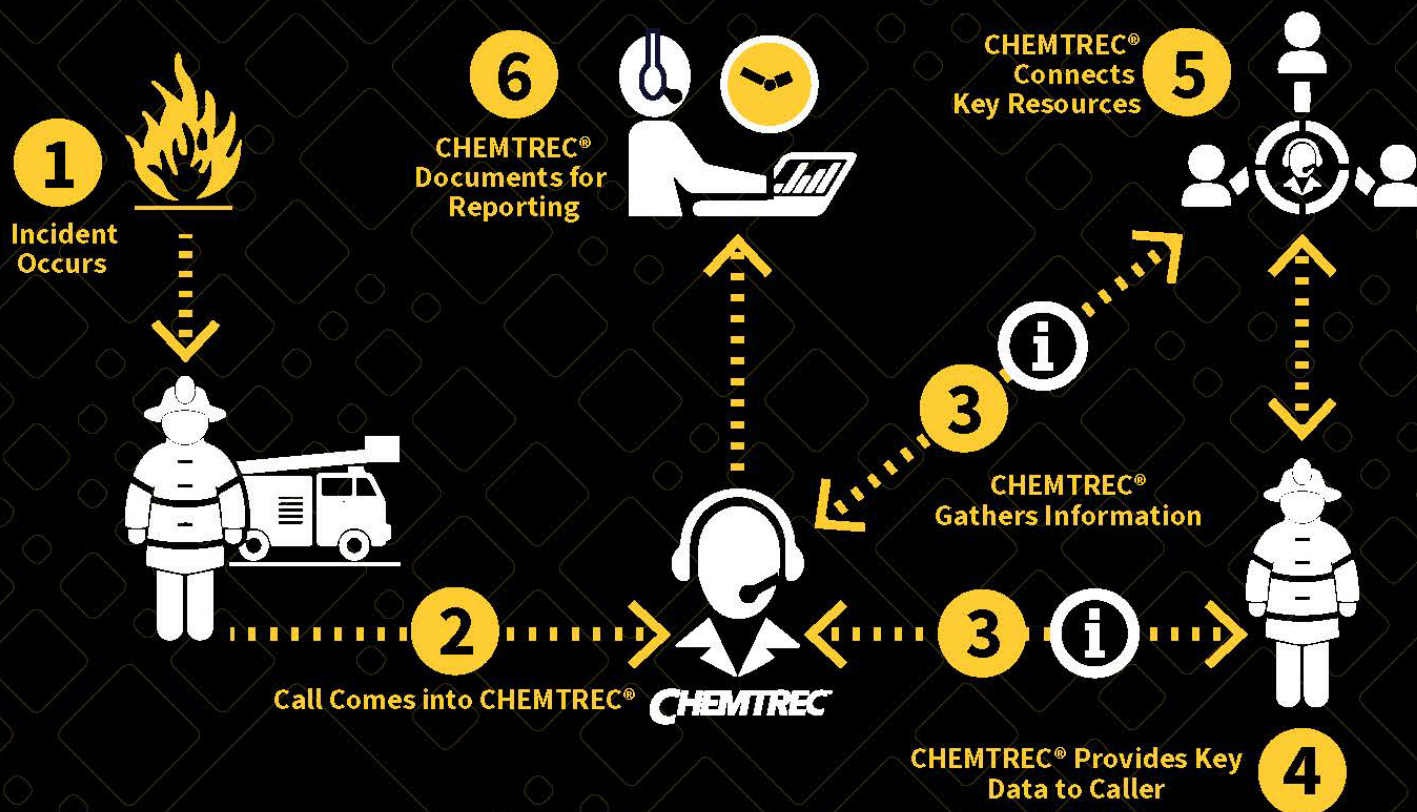 1
Incident
Occurs
6
CHEMTREC®
Documents for
Reporting
CHEMTREC®
Connects
Key Resources
5
3
i
CHEMTREC®
Gathers Information
2
Call Comes into CHEMTREC®
CHEMTREC
3
i
CHEMTREC® Provides Key
Data to Caller
4